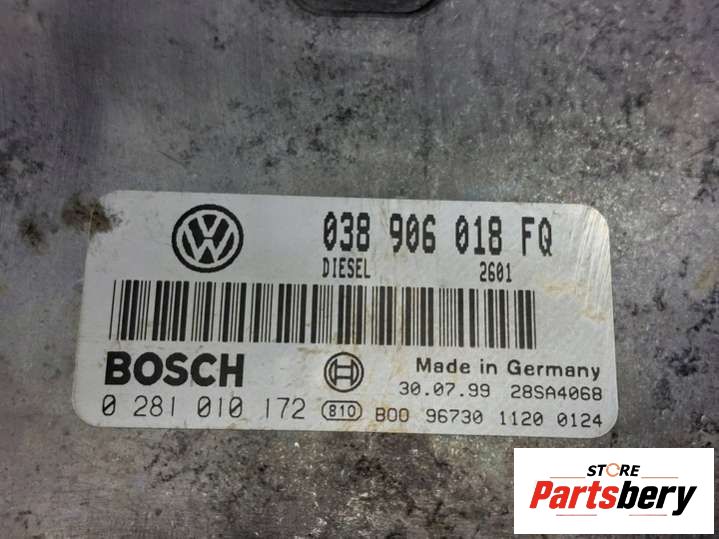 038 906 018 FQ
DIESEL 2601
BOSCH
Made in Germany
30.07.99 28SA4068
0 281 010 172 810 B00 96730 1120 0124
STORE
Partsbery